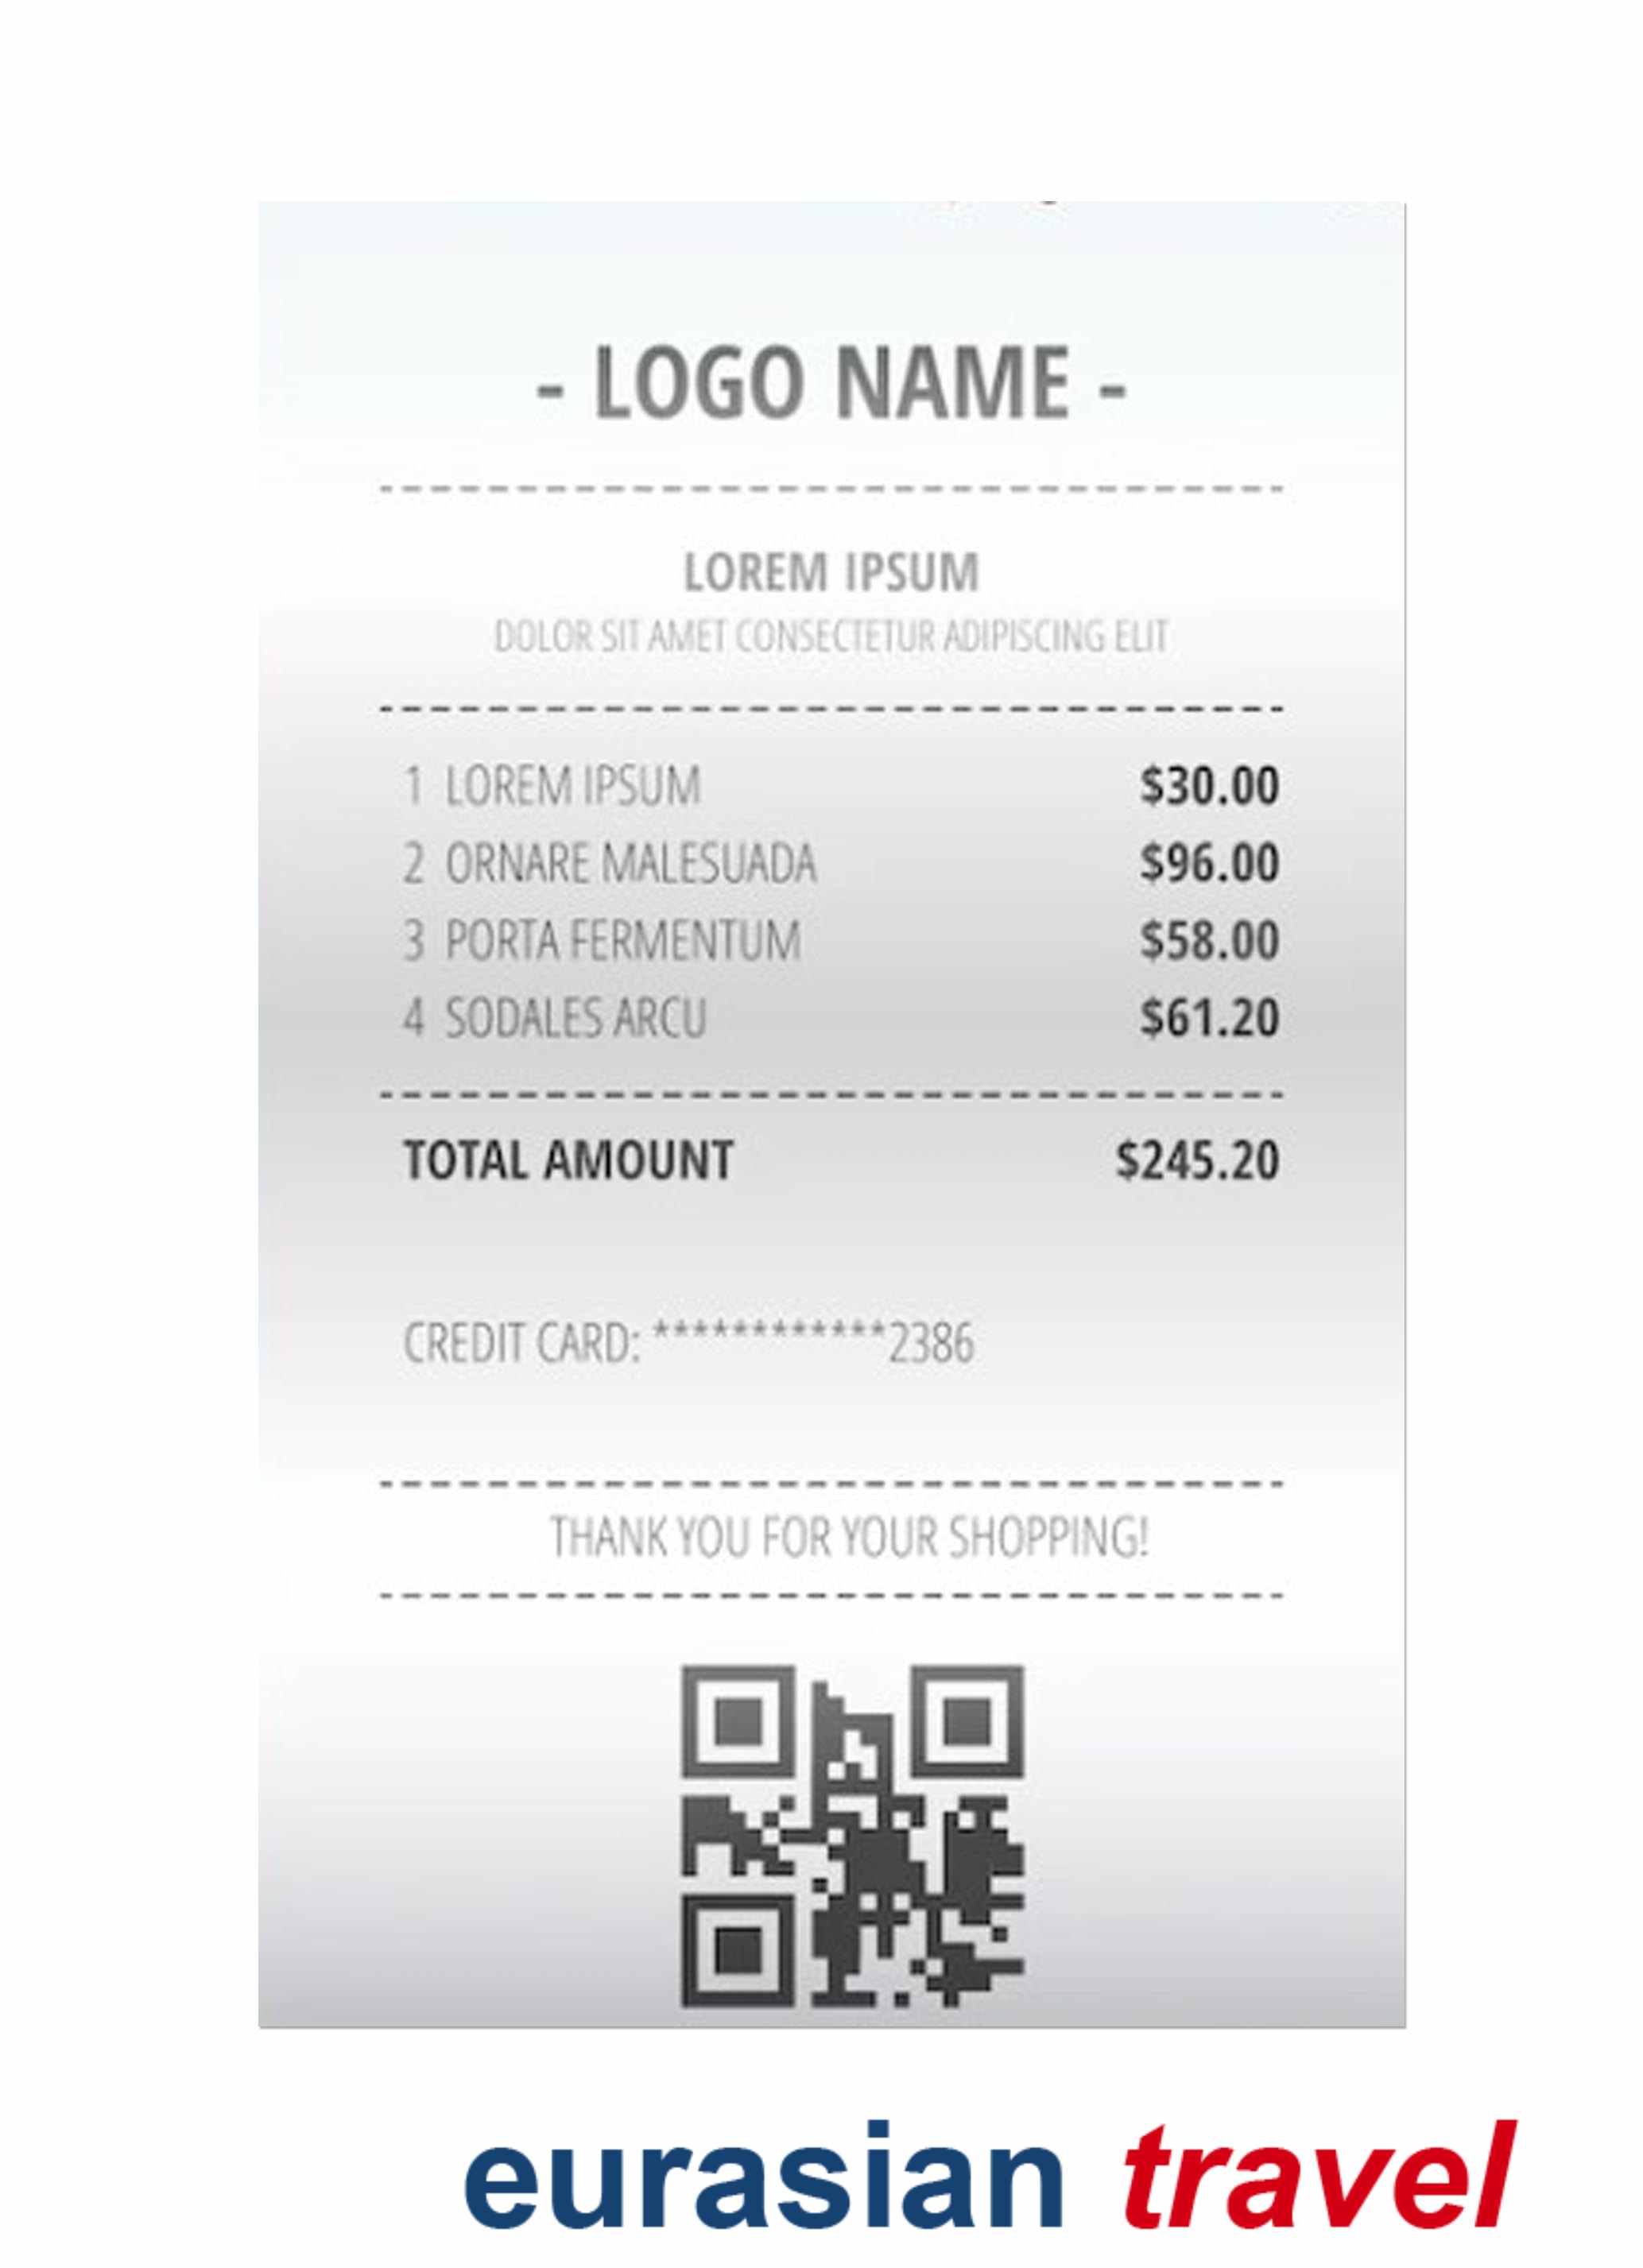 - LOGO NAME -
LOREM IPSUM
DOLOR SIT AMET CONSECTETUR ADIPISCING ELIT
1 LOREM IPSUM $30.00
2 ORNARE MALESUADA $96.00
3 PORTA FERMENTUM $58.00
4 SODALES ARCU $61.20
TOTAL AMOUNT $245.20
CREDIT CARD: ************2386
THANK YOU FOR YOUR SHOPPING!
eurasian travel